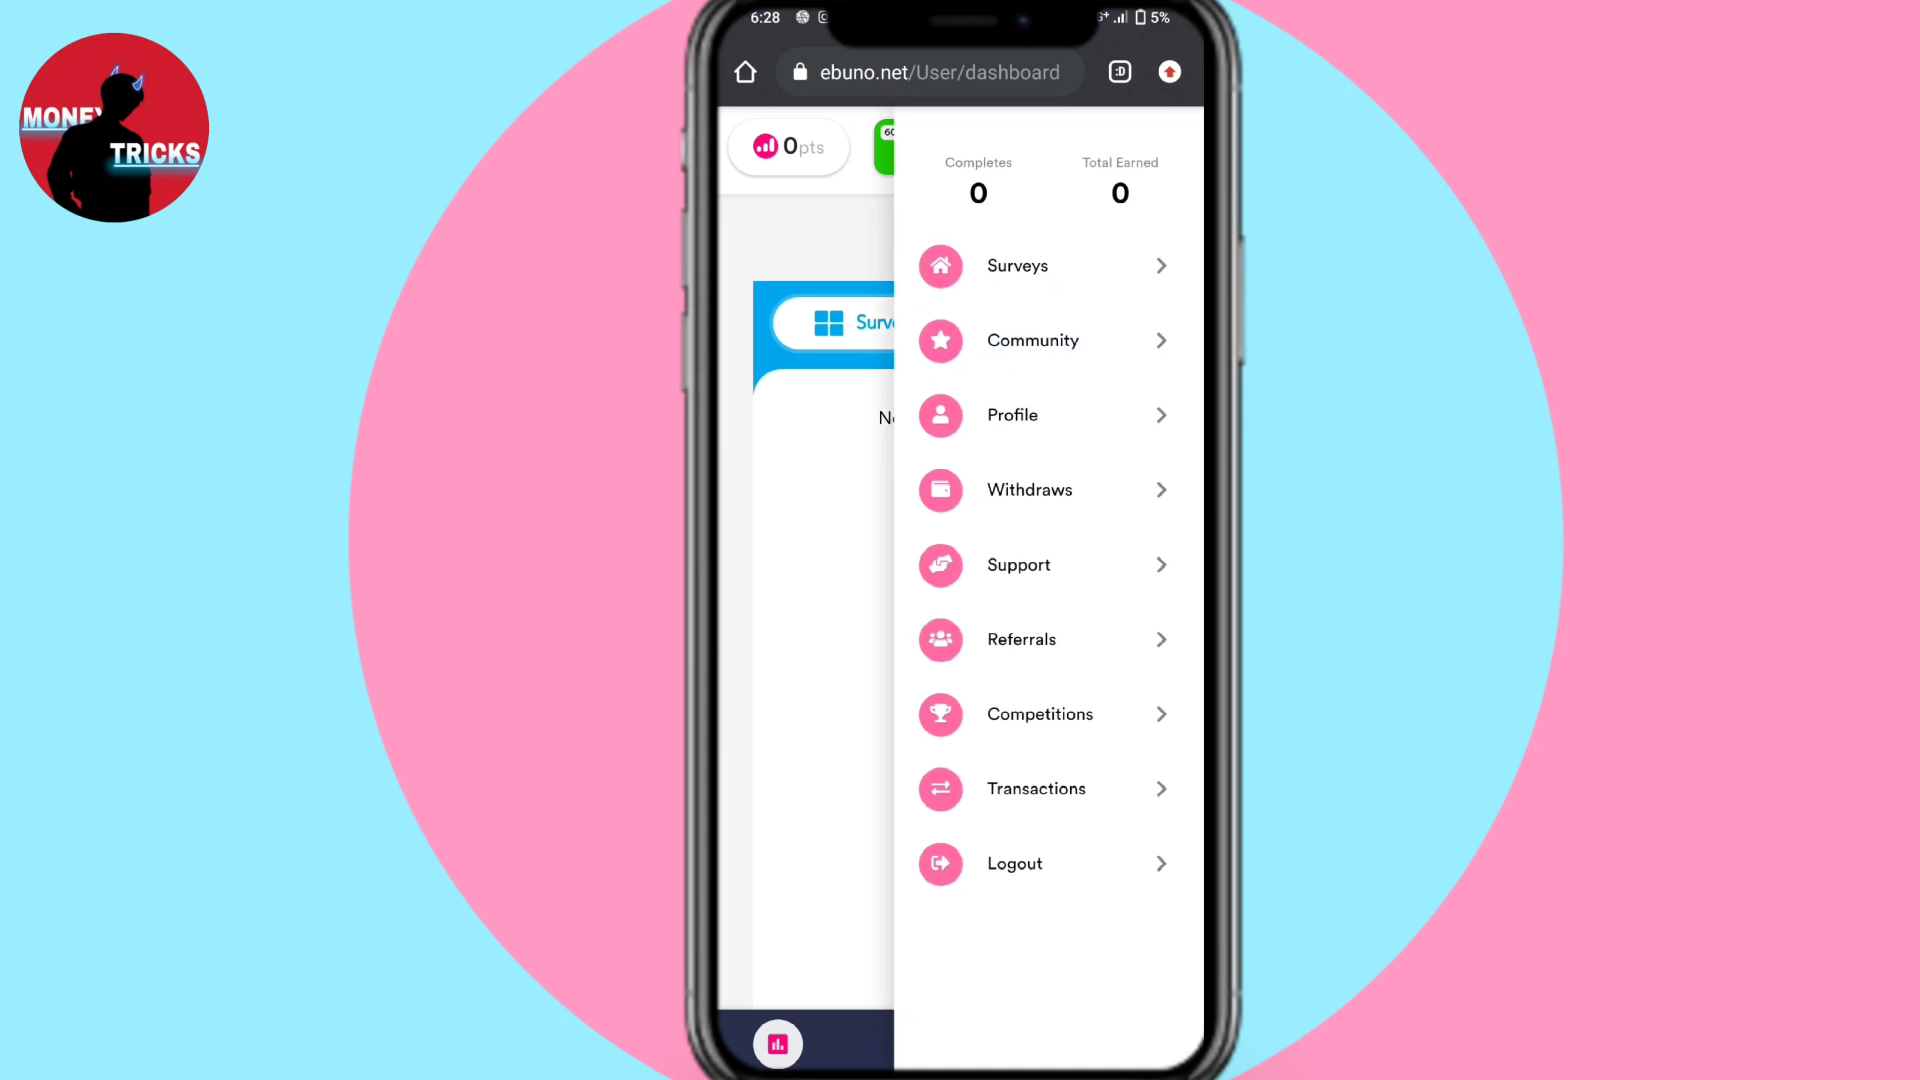 MONEY
TRICKS
6:28
5%
ebuno.net/User/dashboard
:D
0pts
60
Completes
Total Earned
0
0
Surveys
Community
Profile
Withdraws
Support
Referrals
Competitions
Transactions
Logout